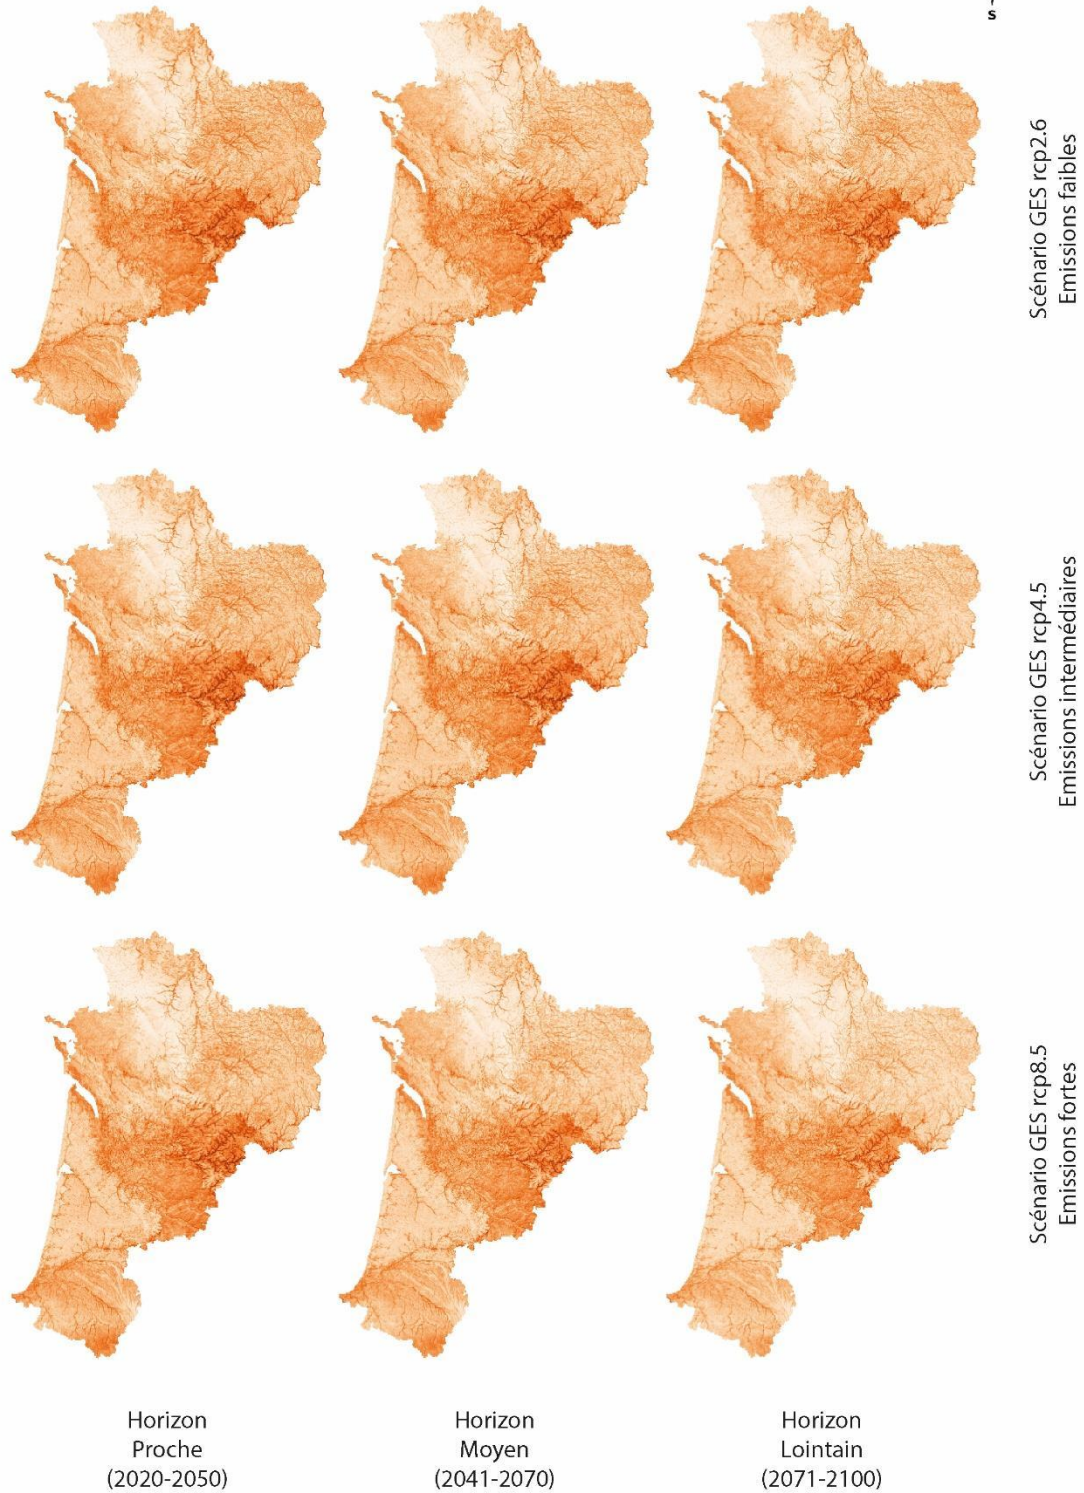 s
Scénario GES rcp2.6
Emissions faibles
Scénario GES rcp4.5
Emissions intermédiaires
Scénario GES rcp8.5
Emissions fortes
Horizon
Proche
(2020-2050)
Horizon
Moyen
(2041-2070)
Horizon
Lointain
(2071-2100)